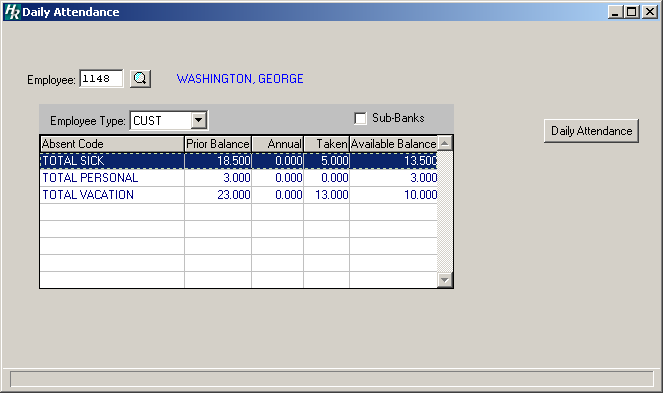 HR Daily Attendance
Employee: 1148 WASHINGTON, GEORGE
Employee Type: CUST Sub-Banks
Daily Attendance
Absent Code Prior Balance Annual Taken Available Balance
TOTAL SICK 18.500 0.000 5.000 13.500
TOTAL PERSONAL 3.000 0.000 0.000 3.000
TOTAL VACATION 23.000 0.000 13.000 10.000